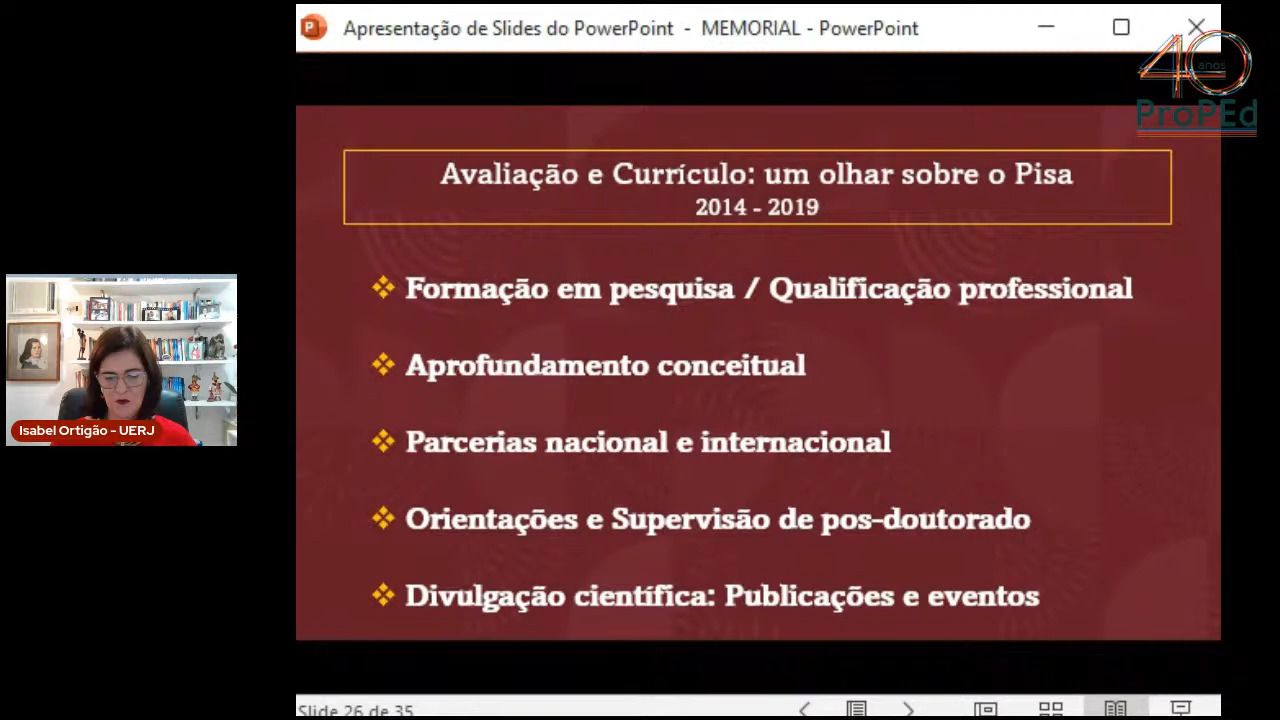 Apresentação de Slides do PowerPoint - MEMORIAL - PowerPoint
40 anos
ProPEd
Avaliação e Currículo: um olhar sobre o Pisa
2014 - 2019
Formação em pesquisa / Qualificação professional
Aprofundamento conceitual
Parcerias nacional e internacional
Orientações e Supervisão de pos-doutorado
Divulgação científica: Publicações e eventos
Isabel Ortigão - UERJ
Slide 26 de 35